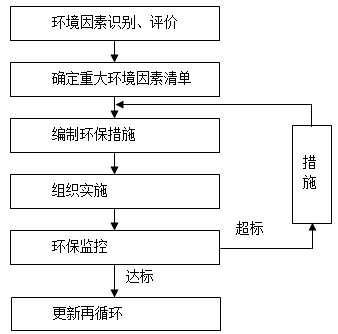 环境因素识别、评价
确定重大环境因素清单
编制环保措施
组织实施
措
施
环保监控
超标
达标
更新再循环